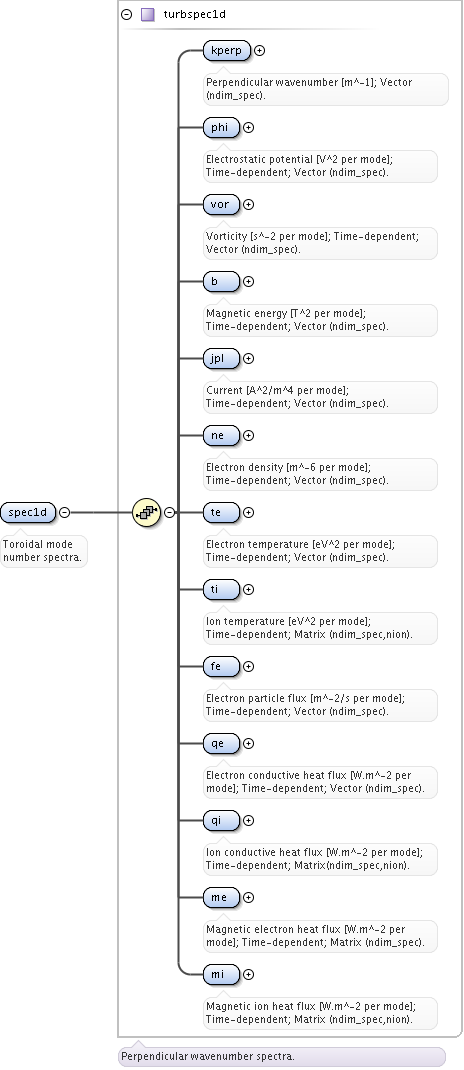 turbspec1d
kperp
Perpendicular wavenumber [m^-1]; Vector
(ndim_spec).
phi
Electrostatic potential [V^2 per mode];
Time-dependent; Vector (ndim_spec).
vor
Vorticity [s^-2 per mode]; Time-dependent;
Vector (ndim_spec).
b
Magnetic energy [T^2 per mode];
Time-dependent; Vector (ndim_spec).
jpl
Current [A^2/m^4 per mode];
Time-dependent; Vector (ndim_spec).
ne
Electron density [m^-6 per mode];
Time-dependent; Vector (ndim_spec).
spec1d
Toroidal mode
number spectra.
te
Electron temperature [eV^2 per mode];
Time-dependent; Vector (ndim_spec).
ti
Ion temperature [eV^2 per mode];
Time-dependent; Matrix (ndim_spec,nion).
fe
Electron particle flux [m^-2/s per mode];
Time-dependent; Vector (ndim_spec).
qe
Electron conductive heat flux [W.m^-2 per
mode]; Time-dependent; Vector (ndim_spec).
qi
Ion conductive heat flux [W.m^-2 per mode];
Time-dependent; Matrix(ndim_spec,nion).
me
Magnetic electron heat flux [W.m^-2 per
mode]; Time-dependent; Matrix (ndim_spec).
mi
Magnetic ion heat flux [W.m^-2 per mode];
Time-dependent; Matrix (ndim_spec,nion).
Perpendicular wavenumber spectra.